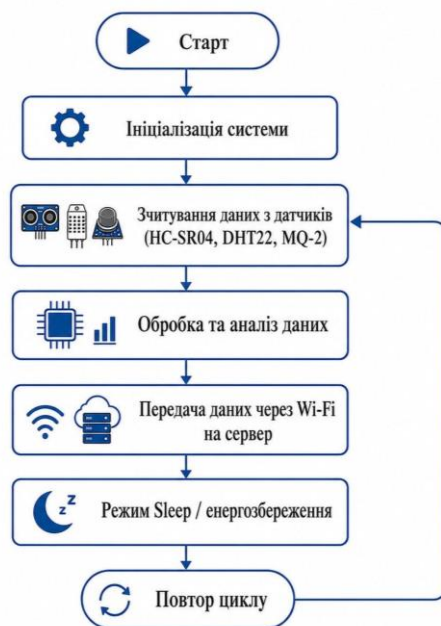 Старт
Ініціалізація системи
Зчитування даних з датчиків
(HC-SR04, DHT22, MQ-2)
Обробка та аналіз даних
Передача даних через Wi-Fi
на сервер
z z z
Режим Sleep / енергозбереження
Повтор циклу